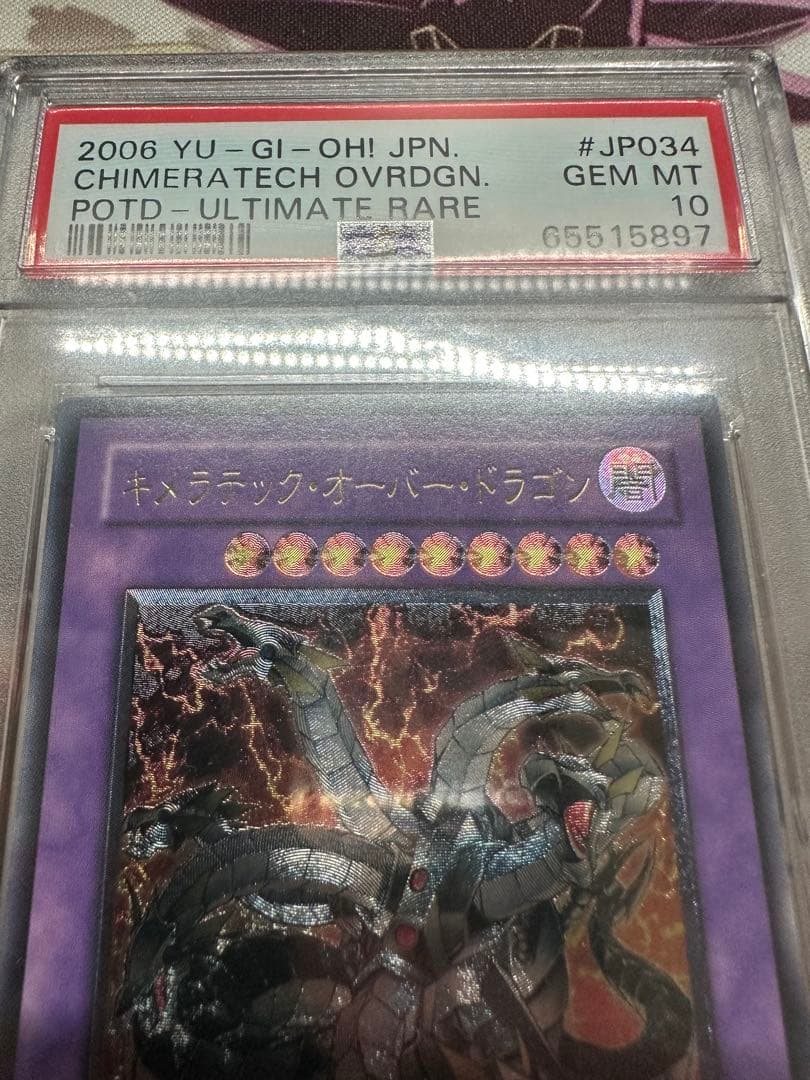 2006 YU-GI-OH! JPN. #JP034
CHIMERATECH OVRDGN. GEM MT
POTD-ULTIMATE RARE 10
65515897
キメラテック・オーバー・ドラゴン 闇